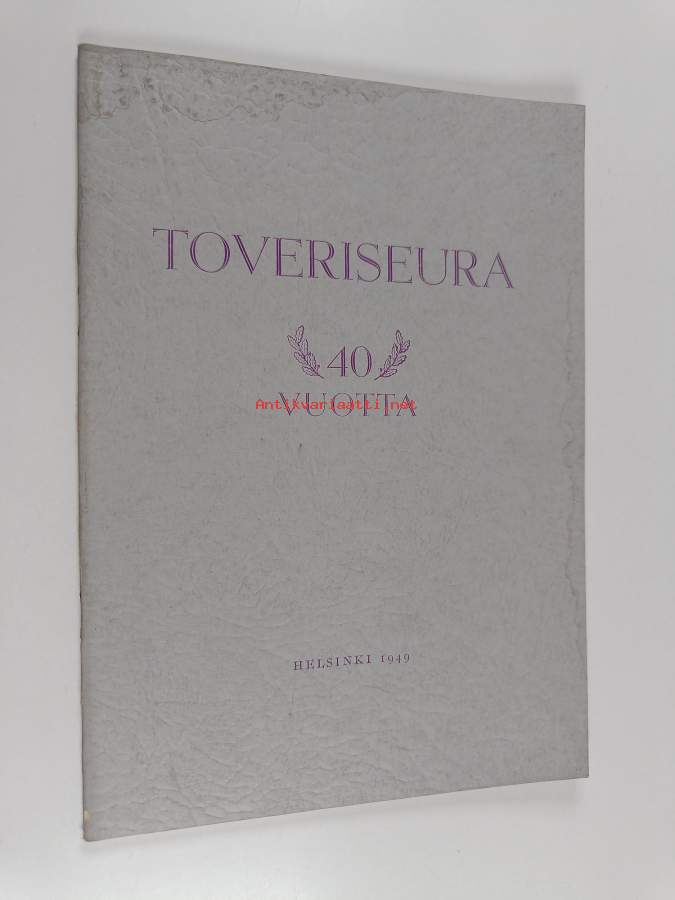 TOVERISEURA
40
VUOTTA
Antikvariaatti.net
HELSINKI 1949